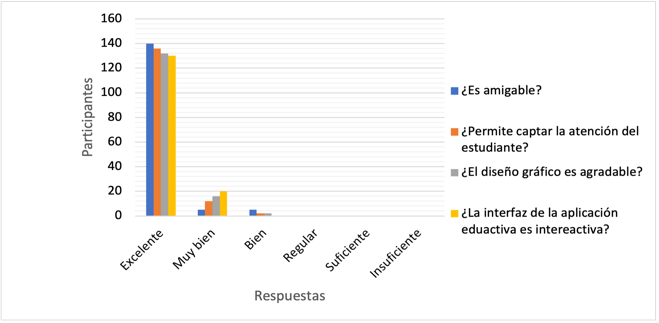 160
140
120
100
80
60
40
20
0
Participantes
Excelente
Muy bien
Bien
Regular
Suficiente
Insuficiente
Respuestas
¿Es amigable?
¿Permite captar la atención del
estudiante?
¿El diseño gráfico es agradable?
¿La interfaz de la aplicación
eduactiva es intereactiva?